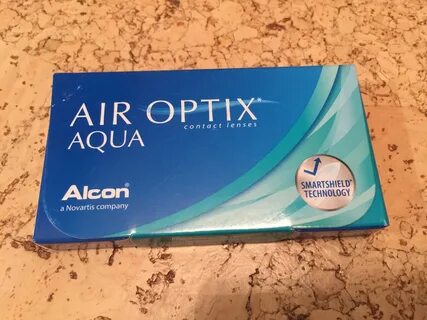 AIR OPTIX®
contact lenses
AQUA
Alcon
a Novartis company
SMARTSHIELD®
TECHNOLOGY